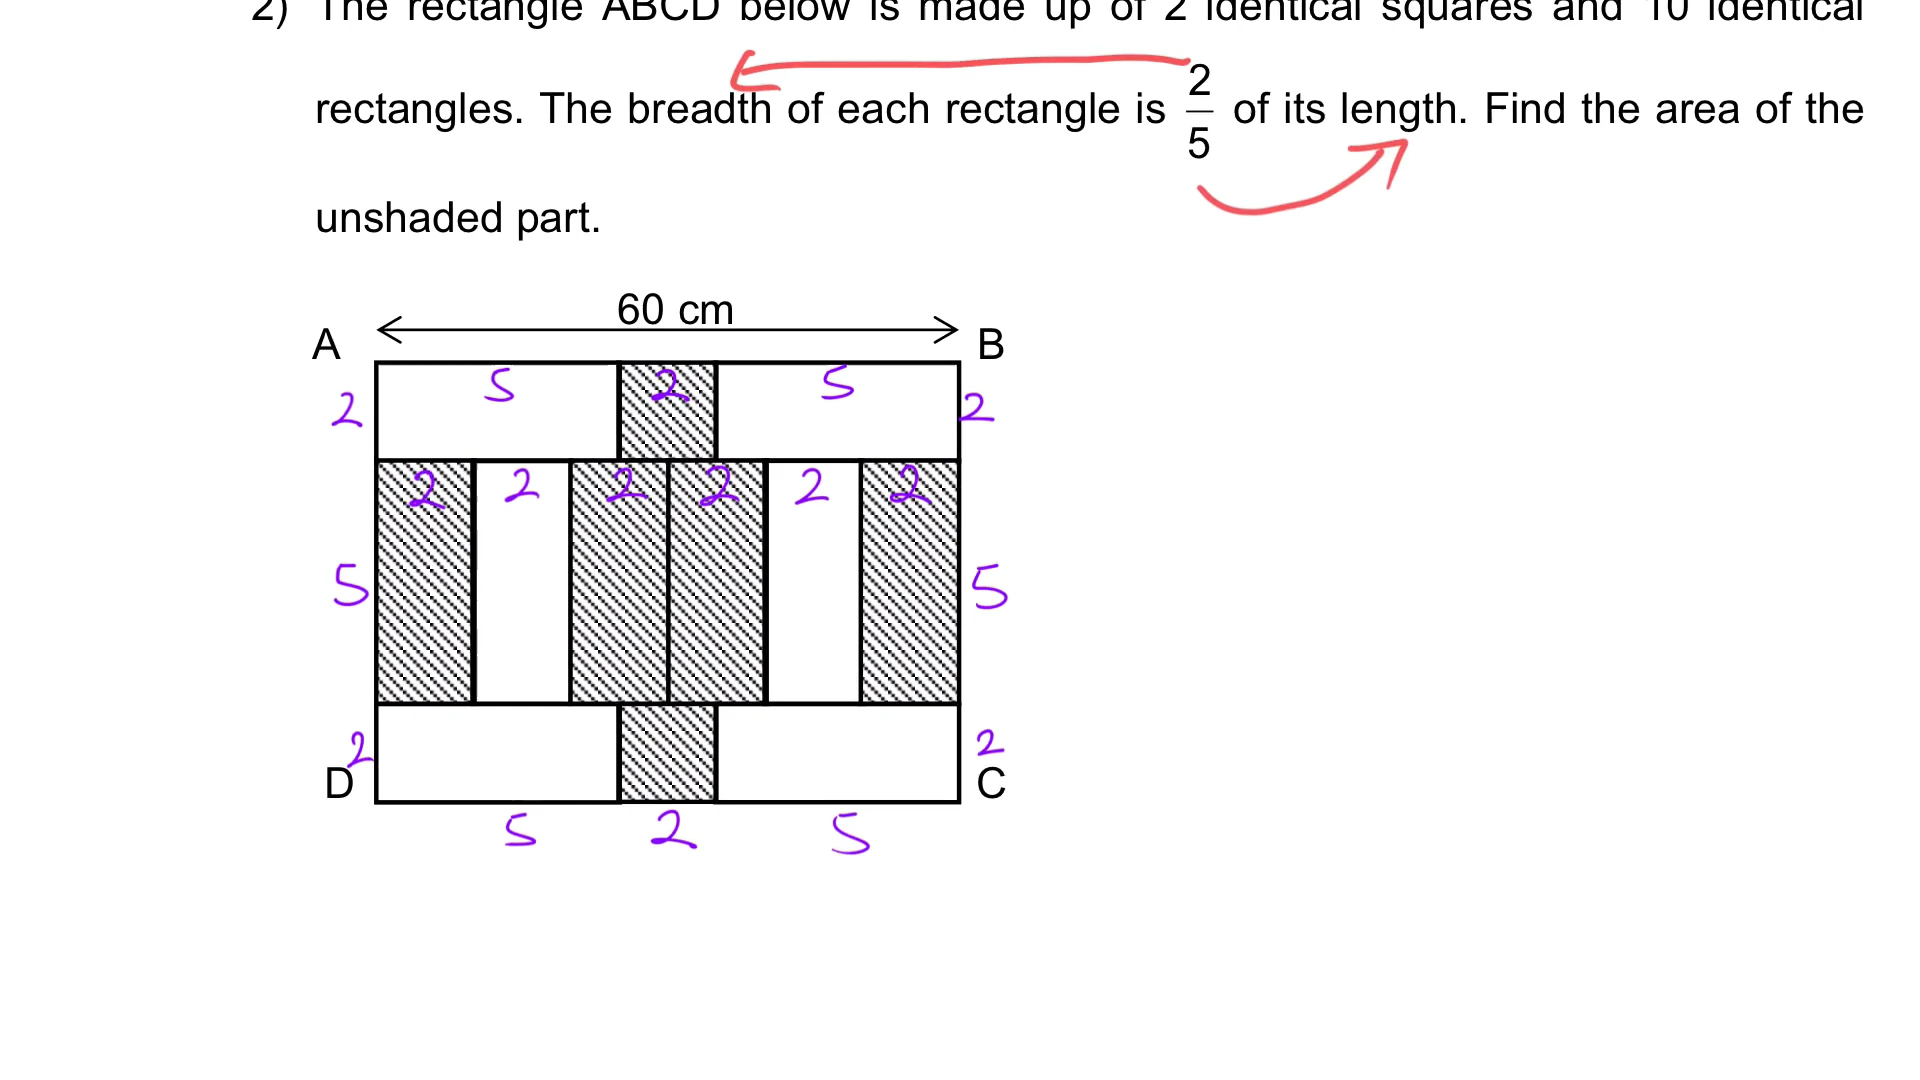 2) The rectangle ABCD below is made up of 2 identical squares and 10 identical
rectangles. The breadth of each rectangle is 2/5 of its length. Find the area of the
unshaded part.
60 cm
A B
2 5 2 5 2
2 2 2 2 2 2
5 5
2 2
D C
5 2 5